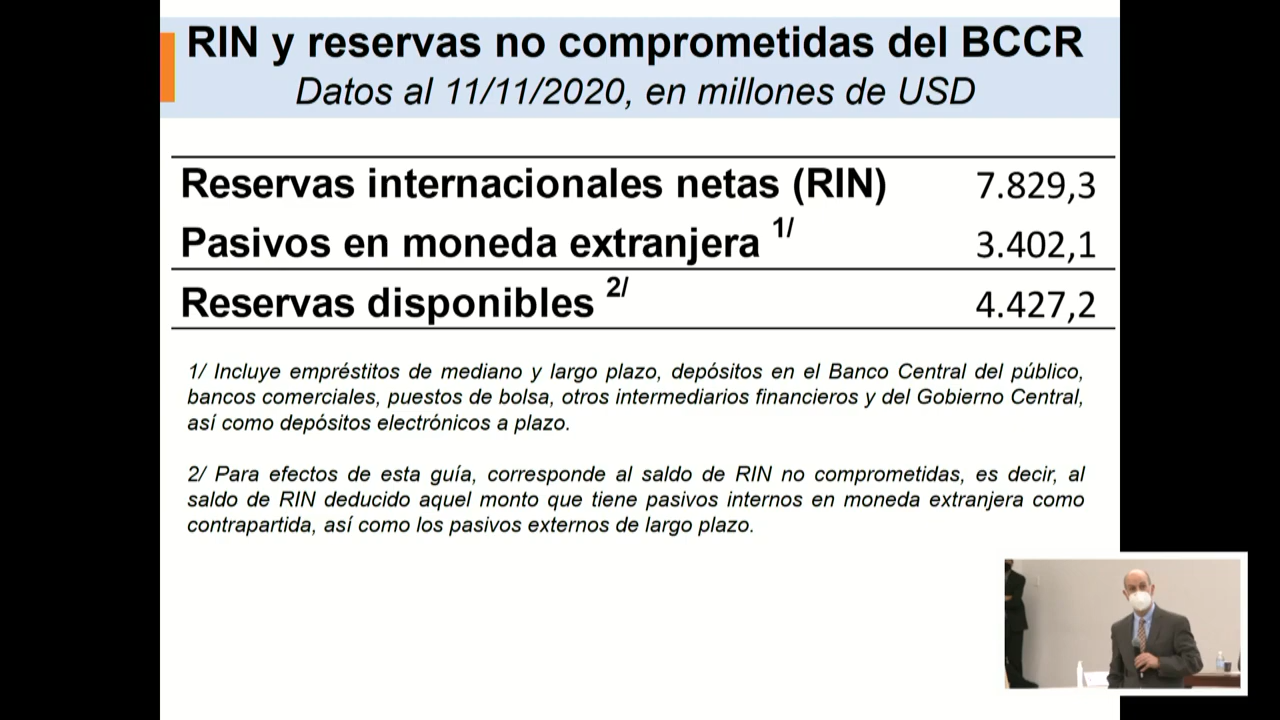 RIN y reservas no comprometidas del BCCR
Datos al 11/11/2020, en millones de USD
Reservas internacionales netas (RIN) 7.829,3
Pasivos en moneda extranjera 1/ 3.402,1
Reservas disponibles 2/ 4.427,2
1/ Incluye empréstitos de mediano y largo plazo, depósitos en el Banco Central del público,
bancos comerciales, puestos de bolsa, otros intermediarios financieros y del Gobierno Central,
así como depósitos electrónicos a plazo.
2/ Para efectos de esta guía, corresponde al saldo de RIN no comprometidas, es decir, al
saldo de RIN deducido aquel monto que tiene pasivos internos en moneda extranjera como
contrapartida, así como los pasivos externos de largo plazo.